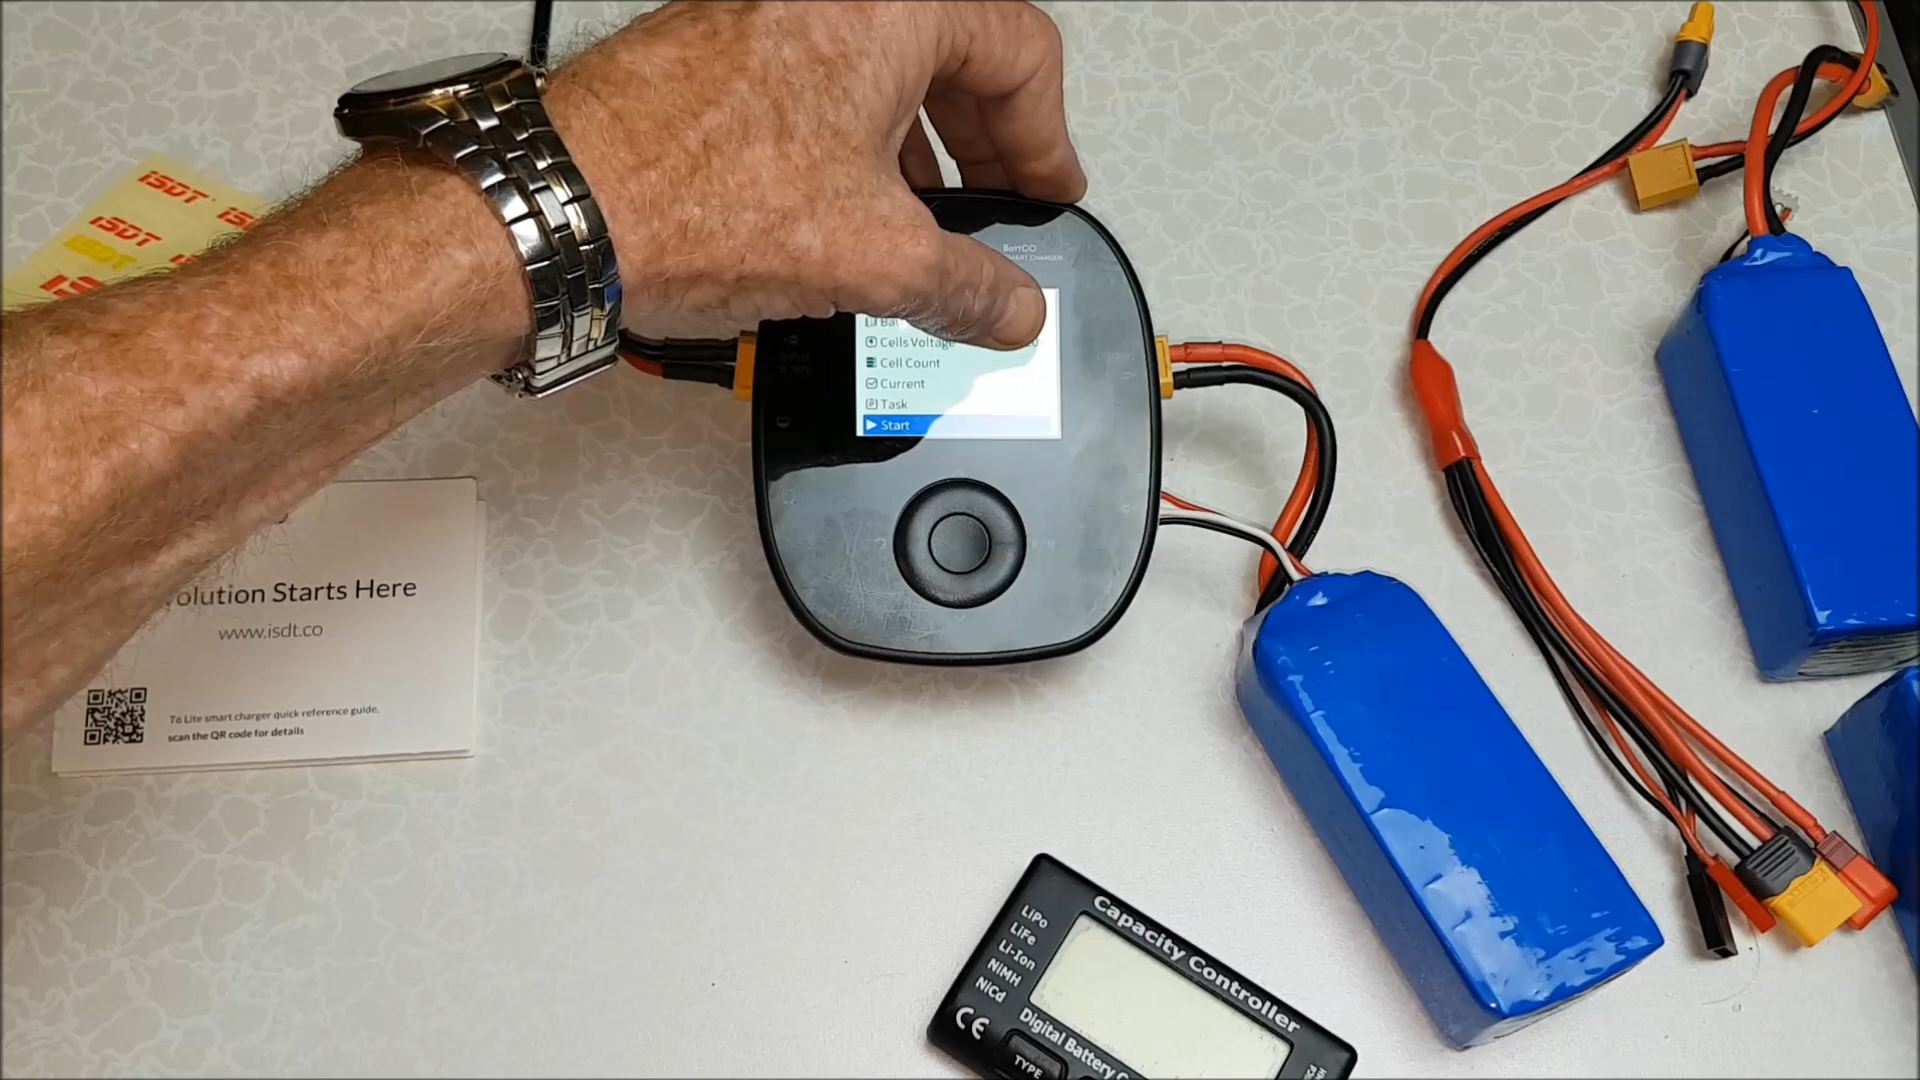 iSDT
iSDT
iSDT
BattGO
SMART CHARGER
Cells Voltage
Cell Count
Current
Task
Start
olution Starts Here
www.isdt.co
T6 Lite smart charger quick reference guide,
scan the QR code for details
Capacity Controller
LiPo
LiFe
Li-Ion
NiMH
NiCd
CE
Digital Battery
TYPE